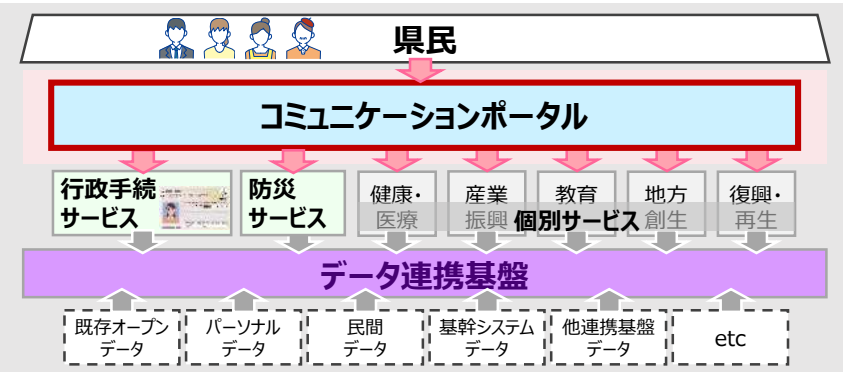 県民
コミュニケーションポータル
行政手続
サービス
防災
サービス
健康・
医療
産業
振興
教育
地方
創生
復興・
再生
個別サービス
データ連携基盤
既存オープン
データ
パーソナル
データ
民間
データ
基幹システム
データ
他連携基盤
データ
etc